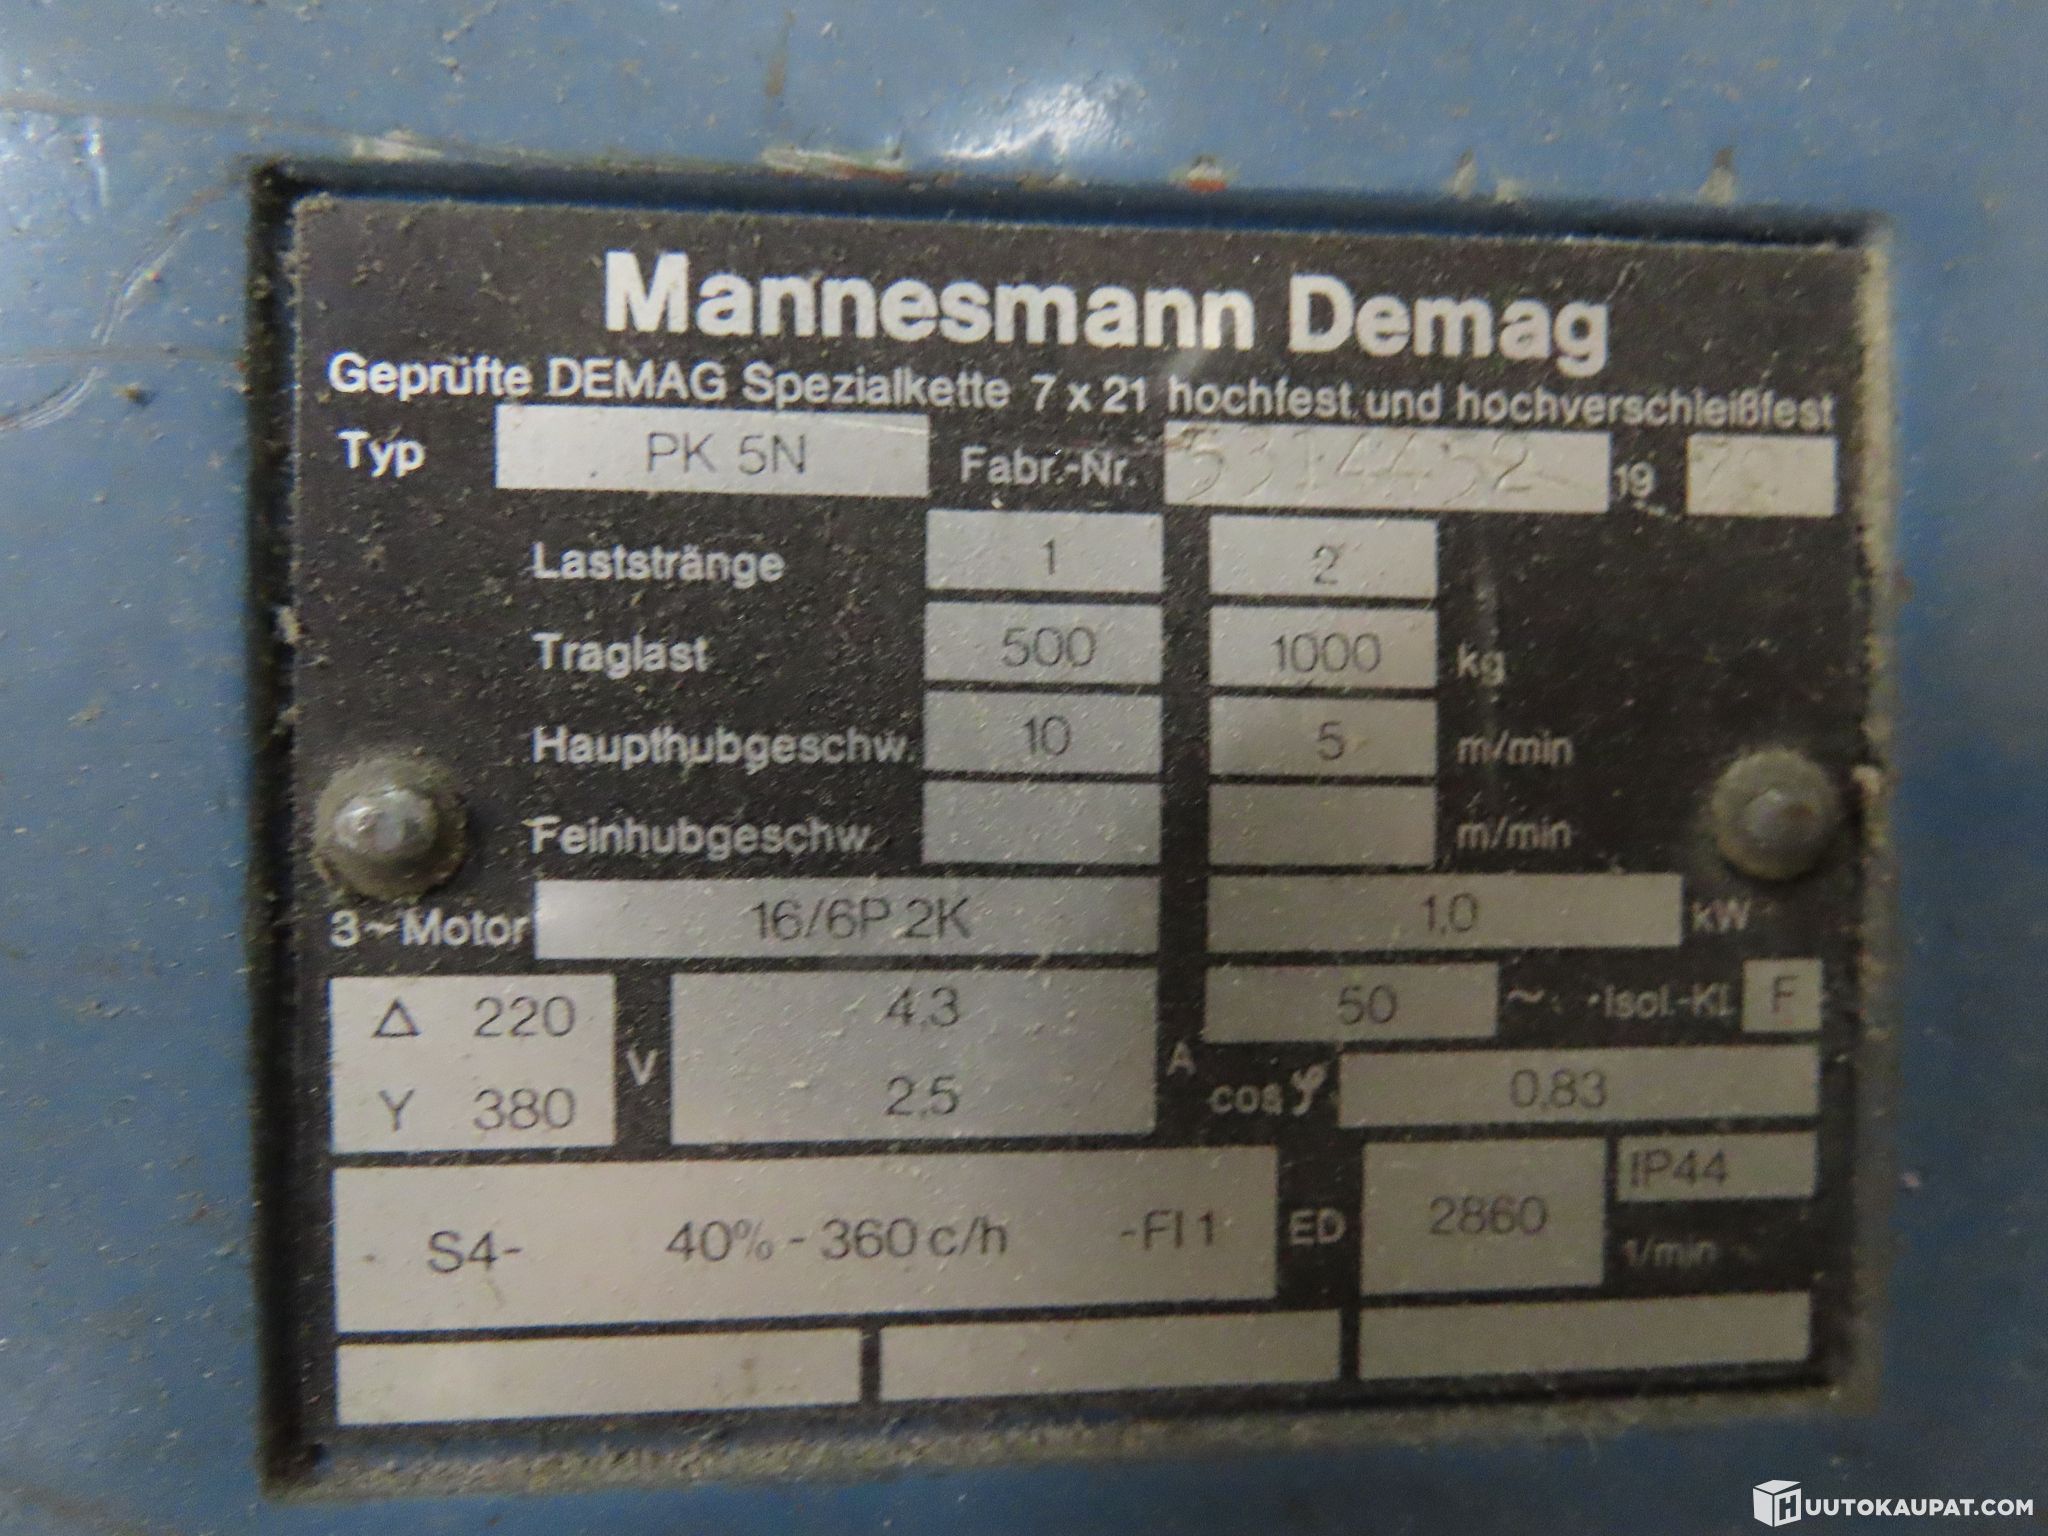 Mannesmann Demag
Geprüfte DEMAG Spezialkette 7 x 21 hochfest und hochverschleißfest
Typ PK 5N Fabr.-Nr. 5314452 19
Laststränge 1 2
Traglast 500 1000 kg
Haupthubgeschw. 10 5 m/min
Feinhubgeschw. m/min
3~Motor 16/6P.2K 1,0 kW
Δ 220 V 4,3 A 50 ~ Isol.-Kl. F
Y 380 2,5 cos φ 0,83
S4- 40% - 360 c/h -FI 1 ED 2860 1/min IP44
HUUTOKAUPAT.COM